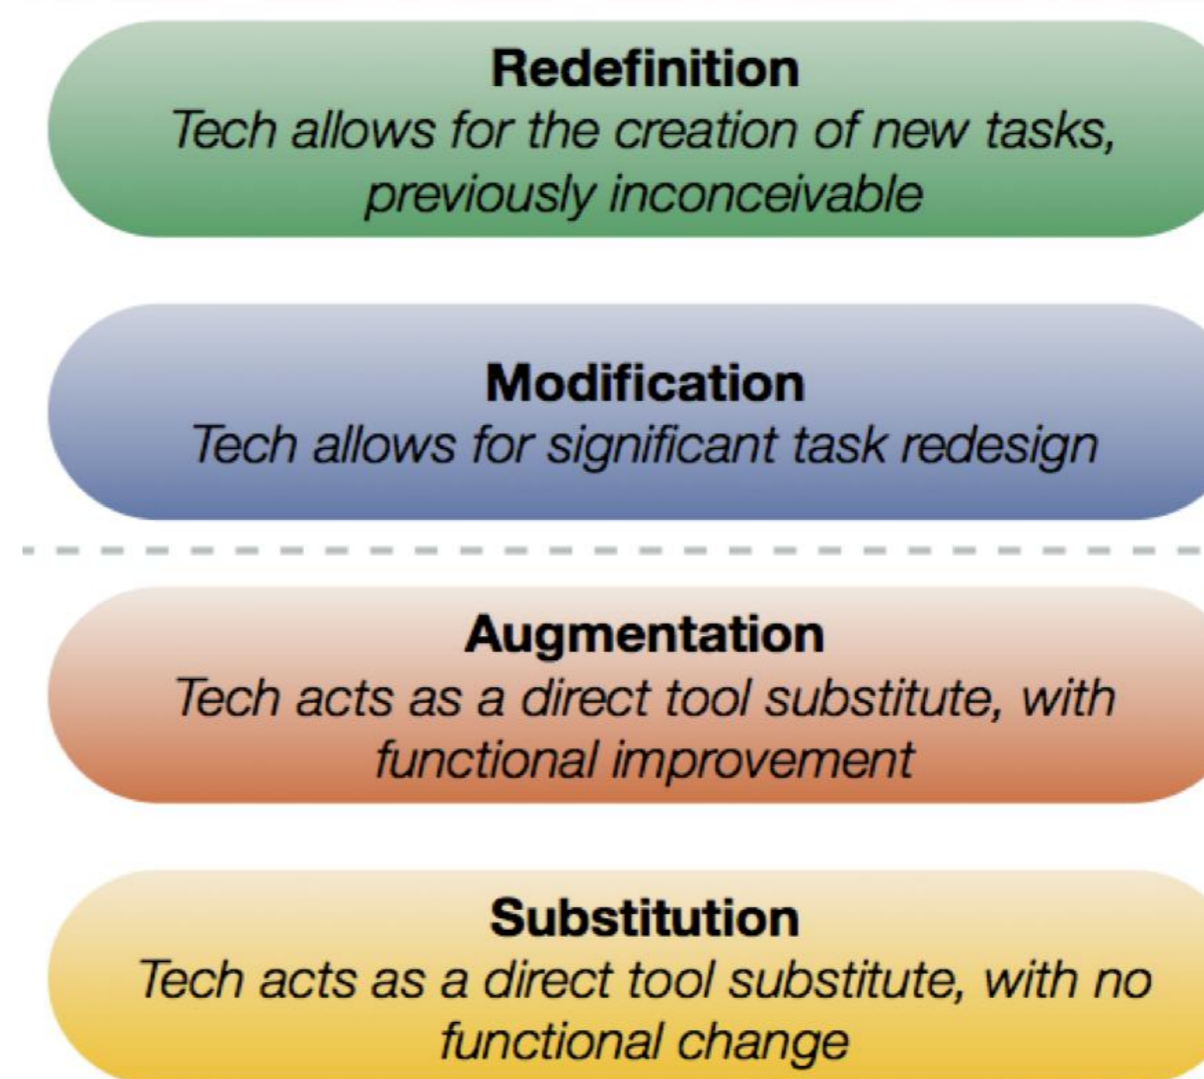 Redefinition
Tech allows for the creation of new tasks,
previously inconceivable
Modification
Tech allows for significant task redesign
Augmentation
Tech acts as a direct tool substitute, with
functional improvement
Substitution
Tech acts as a direct tool substitute, with no
functional change